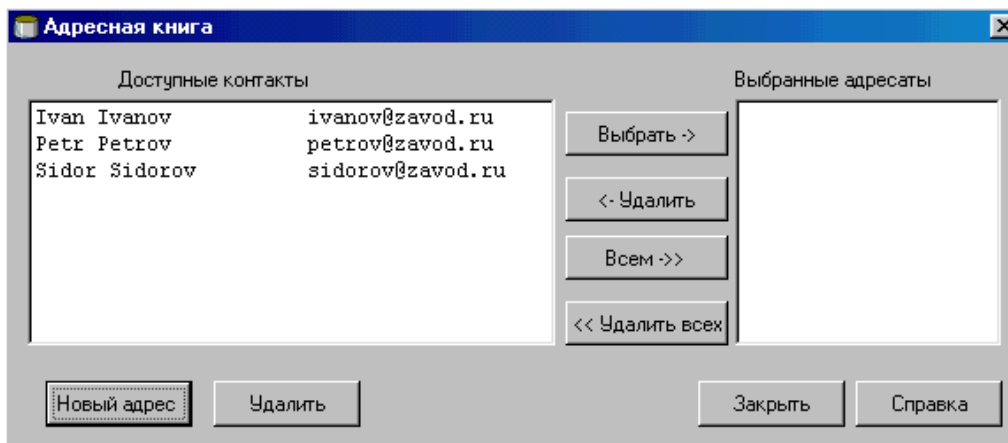 Адресная книга
Доступные контакты
Выбранные адресаты
Ivan Ivanov ivanov@zavod.ru
Petr Petrov petrov@zavod.ru
Sidor Sidorov sidorov@zavod.ru
Выбрать ->
<- Удалить
Всем ->>
<< Удалить всех
Новый адрес
Удалить
Закрыть
Справка